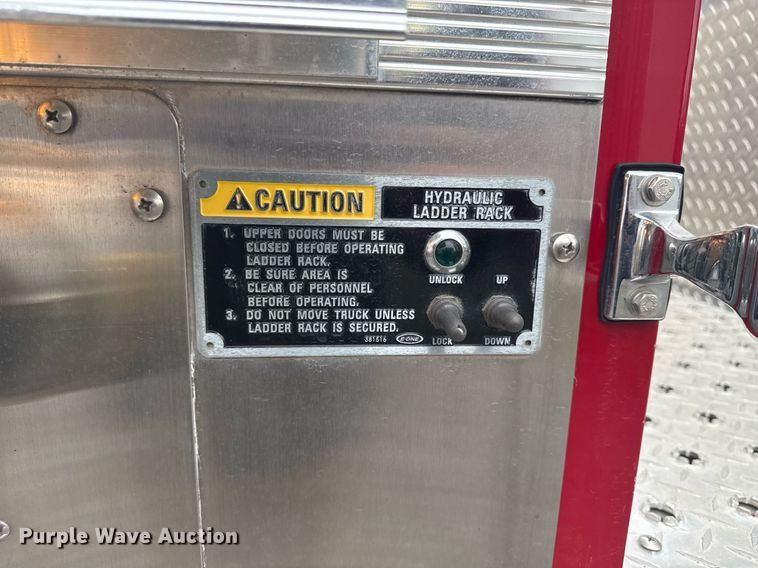 CAUTION
HYDRAULIC
LADDER RACK
1. UPPER DOORS MUST BE
CLOSED BEFORE OPERATING
LADDER RACK.
2. BE SURE AREA IS
CLEAR OF PERSONNEL
BEFORE OPERATING.
3. DO NOT MOVE TRUCK UNLESS
LADDER RACK IS SECURED.
381816 E-ONE
UNLOCK UP
LOCK DOWN
Purple Wave Auction